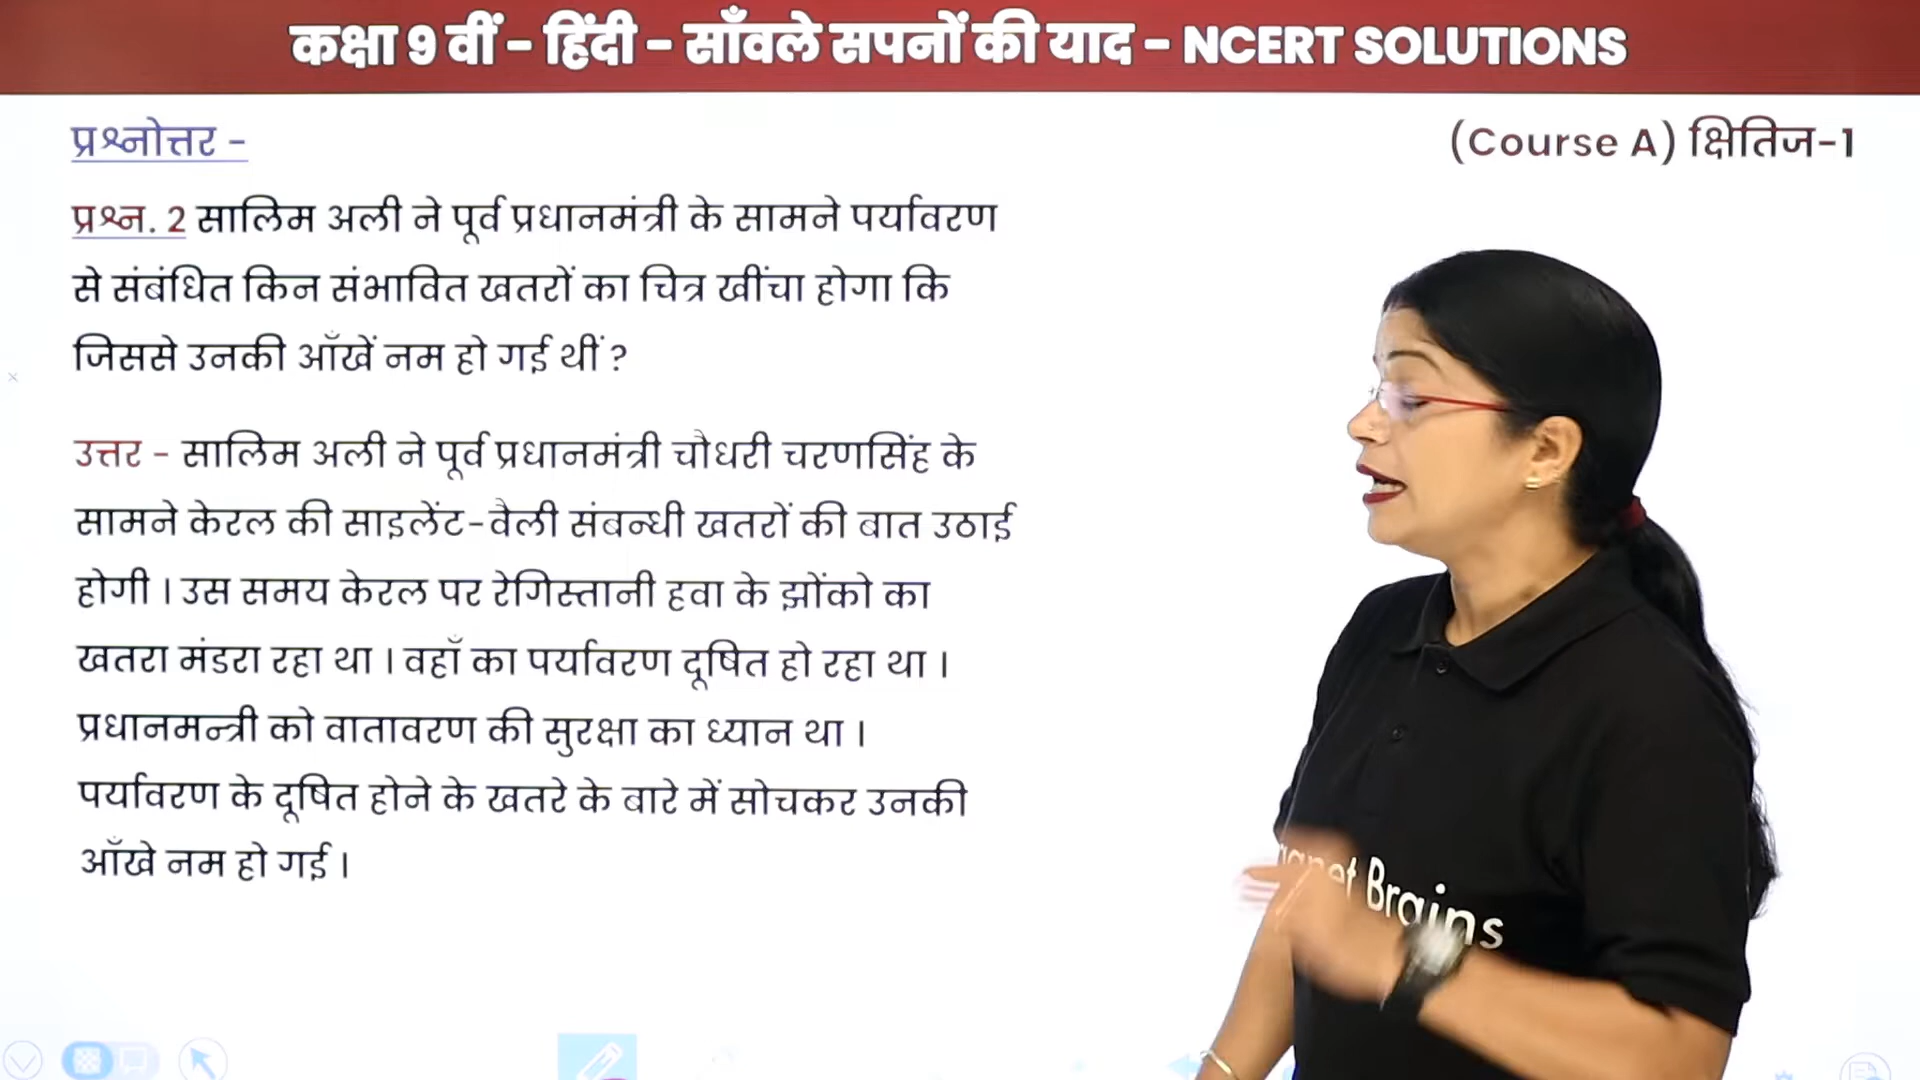 कक्षा 9 वीं - हिंदी - साँवले सपनों की याद - NCERT SOLUTIONS
प्रश्नोत्तर -
(Course A) क्षितिज-1
प्रश्न. 2 सालिम अली ने पूर्व प्रधानमंत्री के सामने पर्यावरण
से संबंधित किन संभावित खतरों का चित्र खींचा होगा कि
जिससे उनकी आँखें नम हो गई थीं ?
उत्तर - सालिम अली ने पूर्व प्रधानमंत्री चौधरी चरणसिंह के
सामने केरल की साइलेंट-वैली संबन्धी खतरों की बात उठाई
होगी । उस समय केरल पर रेगिस्तानी हवा के झोंको का
खतरा मंडरा रहा था । वहाँ का पर्यावरण दूषित हो रहा था ।
प्रधानमन्त्री को वातावरण की सुरक्षा का ध्यान था ।
पर्यावरण के दूषित होने के खतरे के बारे में सोचकर उनकी
आँखे नम हो गई ।
Brains